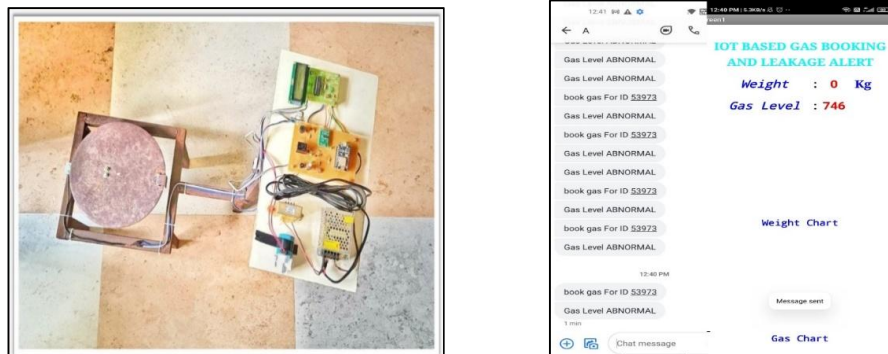 12:41
A
Gas Level ABNORMAL
Gas Level ABNORMAL
book gas For ID 53973
Gas Level ABNORMAL
book gas For ID 53973
Gas Level ABNORMAL
Gas Level ABNORMAL
book gas For ID 53973
Gas Level ABNORMAL
book gas For ID 53973
Gas Level ABNORMAL
12:40 PM
book gas For ID 53973
Gas Level ABNORMAL
1 min
Chat message
12:40 PM | 5.3KB/s
een1
IOT BASED GAS BOOKING
AND LEAKAGE ALERT
Weight : 0 Kg
Gas Level : 746
Weight Chart
Message sent
Gas Chart